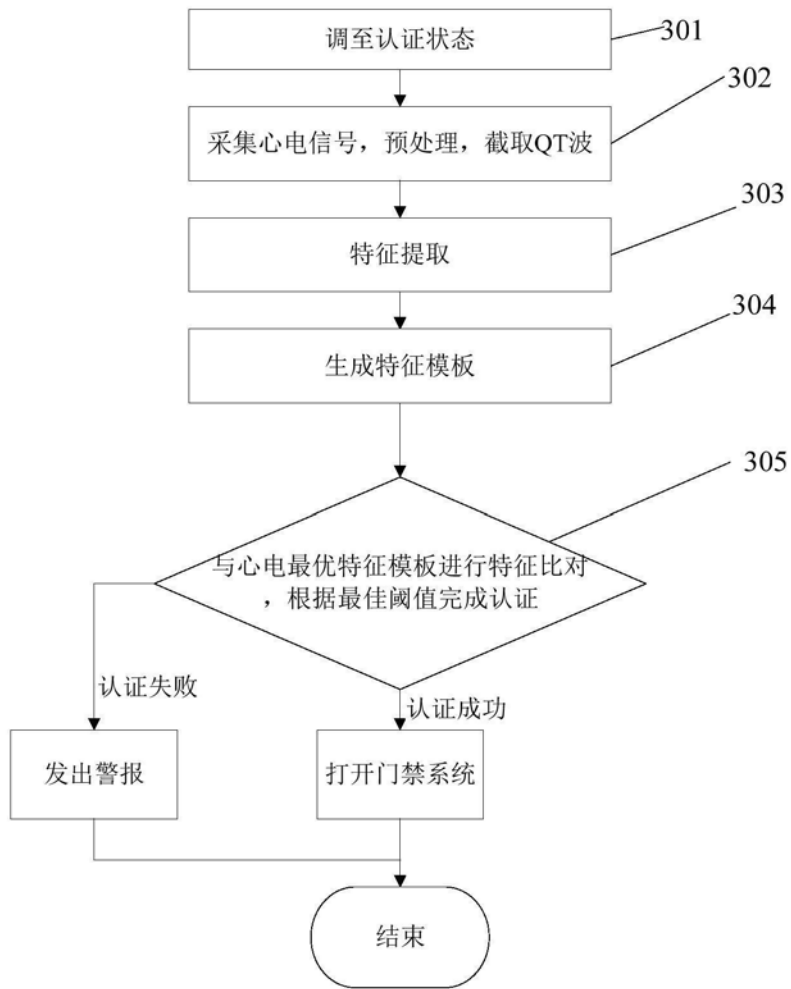 调至认证状态
301
采集心电信号，预处理，截取QT波
302
特征提取
303
生成特征模板
304
与心电最优特征模板进行特征比对
，根据最佳阈值完成认证
305
认证失败
认证成功
发出警报
打开门禁系统
结束